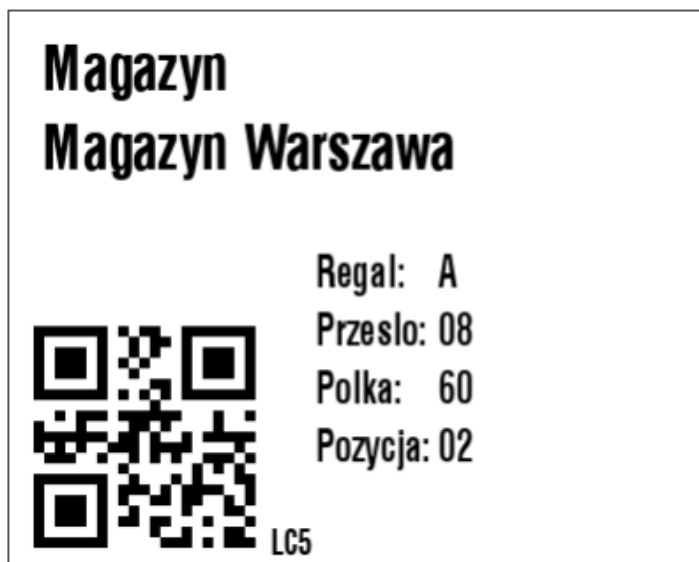 Magazyn
Magazyn Warszawa
Regal: A
Przeslo: 08
Polka: 60
Pozycja: 02
LC5